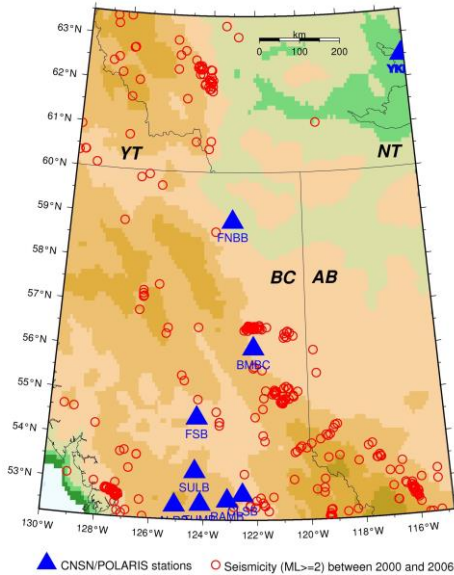 63°N
km
0 100 200
62°N
YK
61°N
YT
NT
60°N
59°N
FNBB
58°N
BC AB
57°N
56°N
BMBC
55°N
54°N
FSB
53°N
SULB
130°W 128°W 126°W 124°W 122°W 120°W 118°W 116°W
CNSN/POLARIS stations
Seismicity (ML>=2) between 2000 and 2006